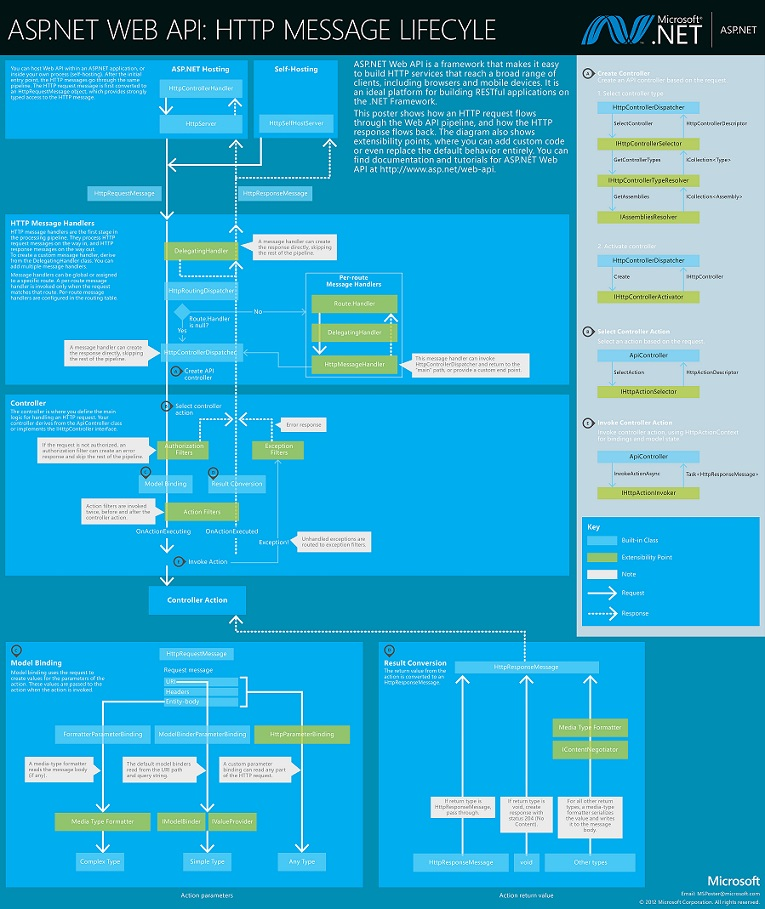 ASP.NET WEB API: HTTP MESSAGE LIFECYLE
Microsoft®
.NET
ASP.NET
You can host Web API within an ASP.NET application, or
inside your own process (self-hosting). After the initial
entry point, the HTTP messages go through the same
pipeline. The HTTP request message is first converted to
an HttpRequestMessage object, which provides strongly
typed access to the HTTP message.
ASP.NET Hosting
HttpControllerHandler
HttpServer
Self-Hosting
HttpSelfHostServer
ASP.NET Web API is a framework that makes it easy
to build HTTP services that reach a broad range of
clients, including browsers and mobile devices. It is
an ideal platform for building RESTful applications on
the .NET Framework.
This poster shows how an HTTP request flows
through the Web API pipeline, and how the HTTP
response flows back. The diagram also shows
extensibility points, where you can add custom code
or even replace the default behavior entirely. You can
find documentation and tutorials for ASP.NET Web
API at http://www.asp.net/web-api.
HttpRequestMessage
HttpResponseMessage
HTTP Message Handlers
HTTP message handlers are the first stage in
the processing pipeline. They process HTTP
request messages on the way in, and HTTP
response messages on the way out.
To create a custom message handler, derive
from the DelegatingHandler class. You can
add multiple message handlers.
Message handlers can be global or assigned
to a specific route. A per-route message
handler is invoked only when the request
matches that route. Per-route message
handlers are configured in the routing table.
DelegatingHandler
A message handler can create
the response directly, skipping
the rest of the pipeline.
HttpRoutingDispatcher
Route.Handler
is null?
No
Yes
Per-route
Message Handlers
Route.Handler
DelegatingHandler
HttpMessageHandler
A message handler can create
the response directly, skipping
the rest of the pipeline.
HttpControllerDispatcher
This message handler can invoke
HttpControllerDispatcher and return to the
"main" path, or provide a custom end point.
A
Create API
controller
Controller
The controller is where you define the main
logic for handling an HTTP request. Your
controller derives from the ApiController class
or implements the IHttpController interface.
B
Select controller
action
Error response
If the request is not authorized, an
authorization filter can create an error
response and skip the rest of the pipeline.
Authorization
Filters
Exception
Filters
C
Model Binding
D
Result Conversion
Action filters are invoked
twice, before and after the
controller action.
Action Filters
OnActionExecuting
OnActionExecuted
Exception!
Unhandled exceptions are
routed to exception filters.
E
Invoke Action
Controller Action
A
Create Controller
Create an API controller based on the request.
1. Select controller type
HttpControllerDispatcher
SelectController
HttpControllerDescriptor
IHttpControllerSelector
GetControllerTypes
ICollection<Type>
IHttpControllerTypeResolver
GetAssemblies
ICollection<Assembly>
IAssembliesResolver
2. Activate controller
HttpControllerDispatcher
Create
IHttpController
IHttpControllerActivator
B
Select Controller Action
Select an action based on the request.
ApiController
SelectAction
HttpActionDescriptor
IHttpActionSelector
E
Invoke Controller Action
Invoke controller action, using HttpActionContext
for bindings and model state.
ApiController
InvokeActionAsync
Task<HttpResponseMessage>
IHttpActionInvoker
Key
Built-in Class
Extensibility Point
Note
Request
Response
C
Model Binding
Model binding uses the request to
create values for the parameters of the
action. These values are passed to the
action when the action is invoked.
HttpRequestMessage
Request message
URI
Headers
Entity-body
FormatterParameterBinding
ModelBinderParameterBinding
HttpParameterBinding
A media-type formatter
reads the message body
(if any).
The default model binders
read from the URI path
and query string.
A custom parameter
binding can read any part
of the HTTP request.
Media Type Formatter
IModelBinder
IValueProvider
Complex Type
Simple Type
Any Type
Action parameters
D
Result Conversion
The return value from the
action is converted to an
HttpResponseMessage.
HttpResponseMessage
Media Type Formatter
IContentNegotiator
If return type is
HttpResponseMessage,
pass through.
If return type is
void, create
response with
status 204 (No
Content).
For all other return
types, a media-type
formatter serializes
the value and writes
it to the message
body.
HttpResponseMessage
void
Other types
Action return value
Microsoft
Email: MSPoster@microsoft.com
© 2012 Microsoft Corporation. All rights reserved.